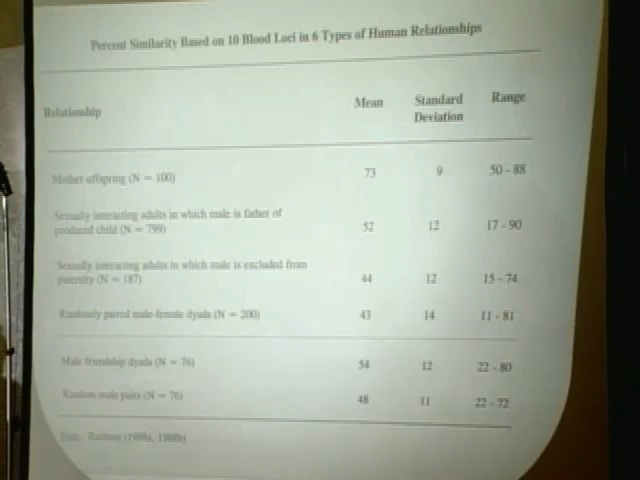 Percent Similarity Based on 10 Blood Loci in 6 Types of Human Relationships
Relationship Mean Standard Deviation Range
Mother-offspring (N = 100) 73 9 50 - 88
Sexually interacting adults in which male is father of
produced child (N = 799) 52 12 17 - 90
Sexually interacting adults in which male is excluded from
paternity (N = 187) 44 12 15 - 74
Randomly paired male-female dyads (N = 200) 43 14 11 - 81
Male friendship dyads (N = 76) 54 12 22 - 80
Random male pairs (N = 76) 48 11 22 - 72
Rushton (1988a, 1988b)